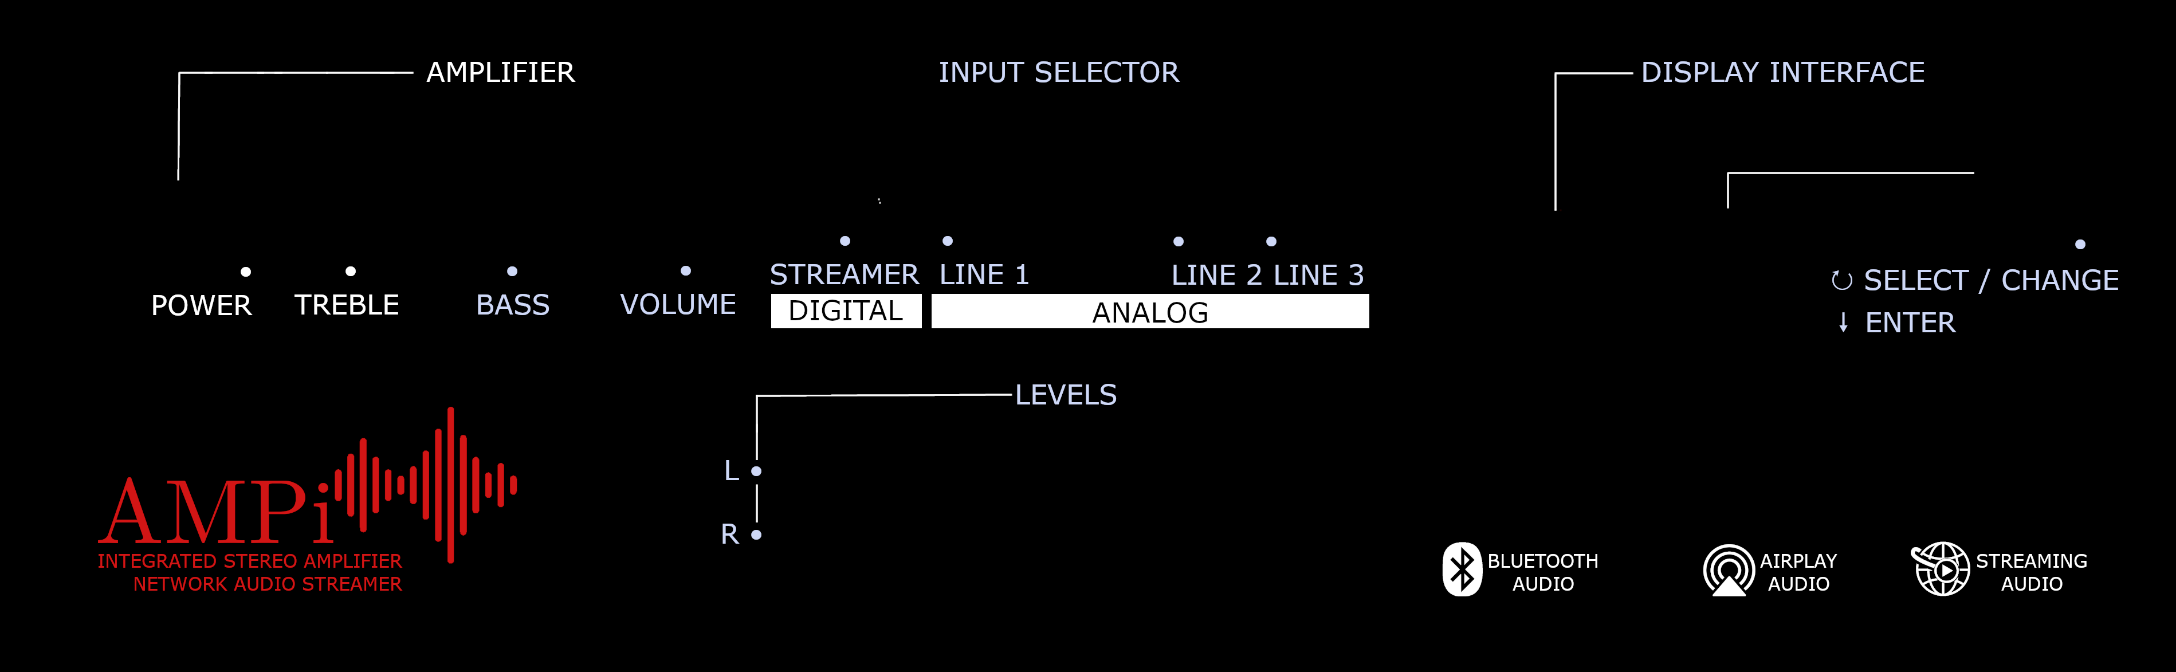 AMPLIFIER
INPUT SELECTOR
DISPLAY INTERFACE
POWER
TREBLE
BASS
VOLUME
STREAMER
LINE 1
LINE 2
LINE 3
DIGITAL
ANALOG
SELECT / CHANGE
ENTER
LEVELS
L
R
AMPi
INTEGRATED STEREO AMPLIFIER
NETWORK AUDIO STREAMER
BLUETOOTH
AUDIO
AIRPLAY
AUDIO
STREAMING
AUDIO